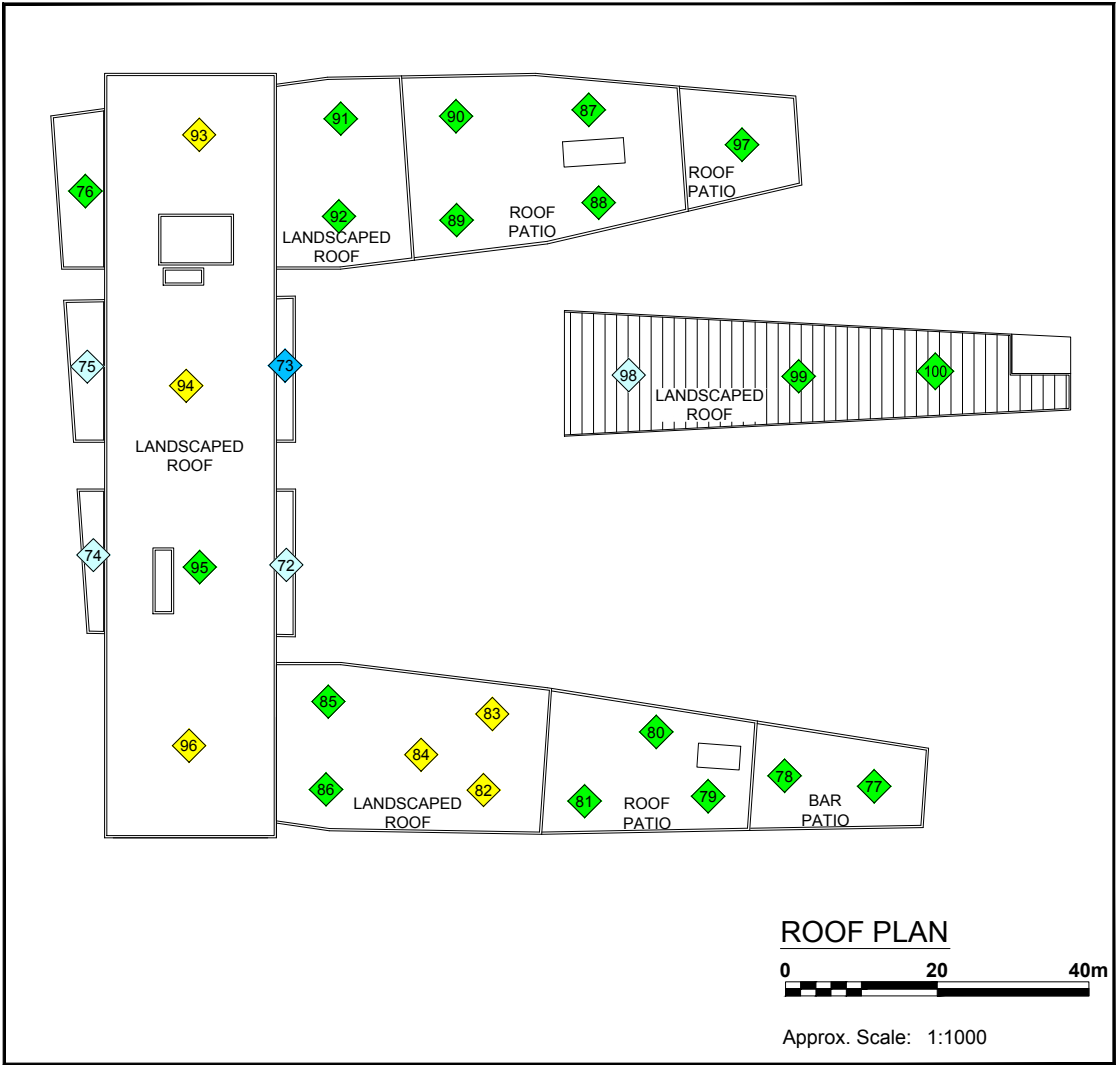 91
90
87
93
97
76
ROOF
PATIO
92
88
89
ROOF
PATIO
LANDSCAPED
ROOF
75
73
94
98
99
100
LANDSCAPED
ROOF
LANDSCAPED
ROOF
74
95
72
85
83
80
96
84
86
82
81
79
78
77
LANDSCAPED
ROOF
ROOF
PATIO
BAR
PATIO
ROOF PLAN
0 20 40m
Approx. Scale: 1:1000